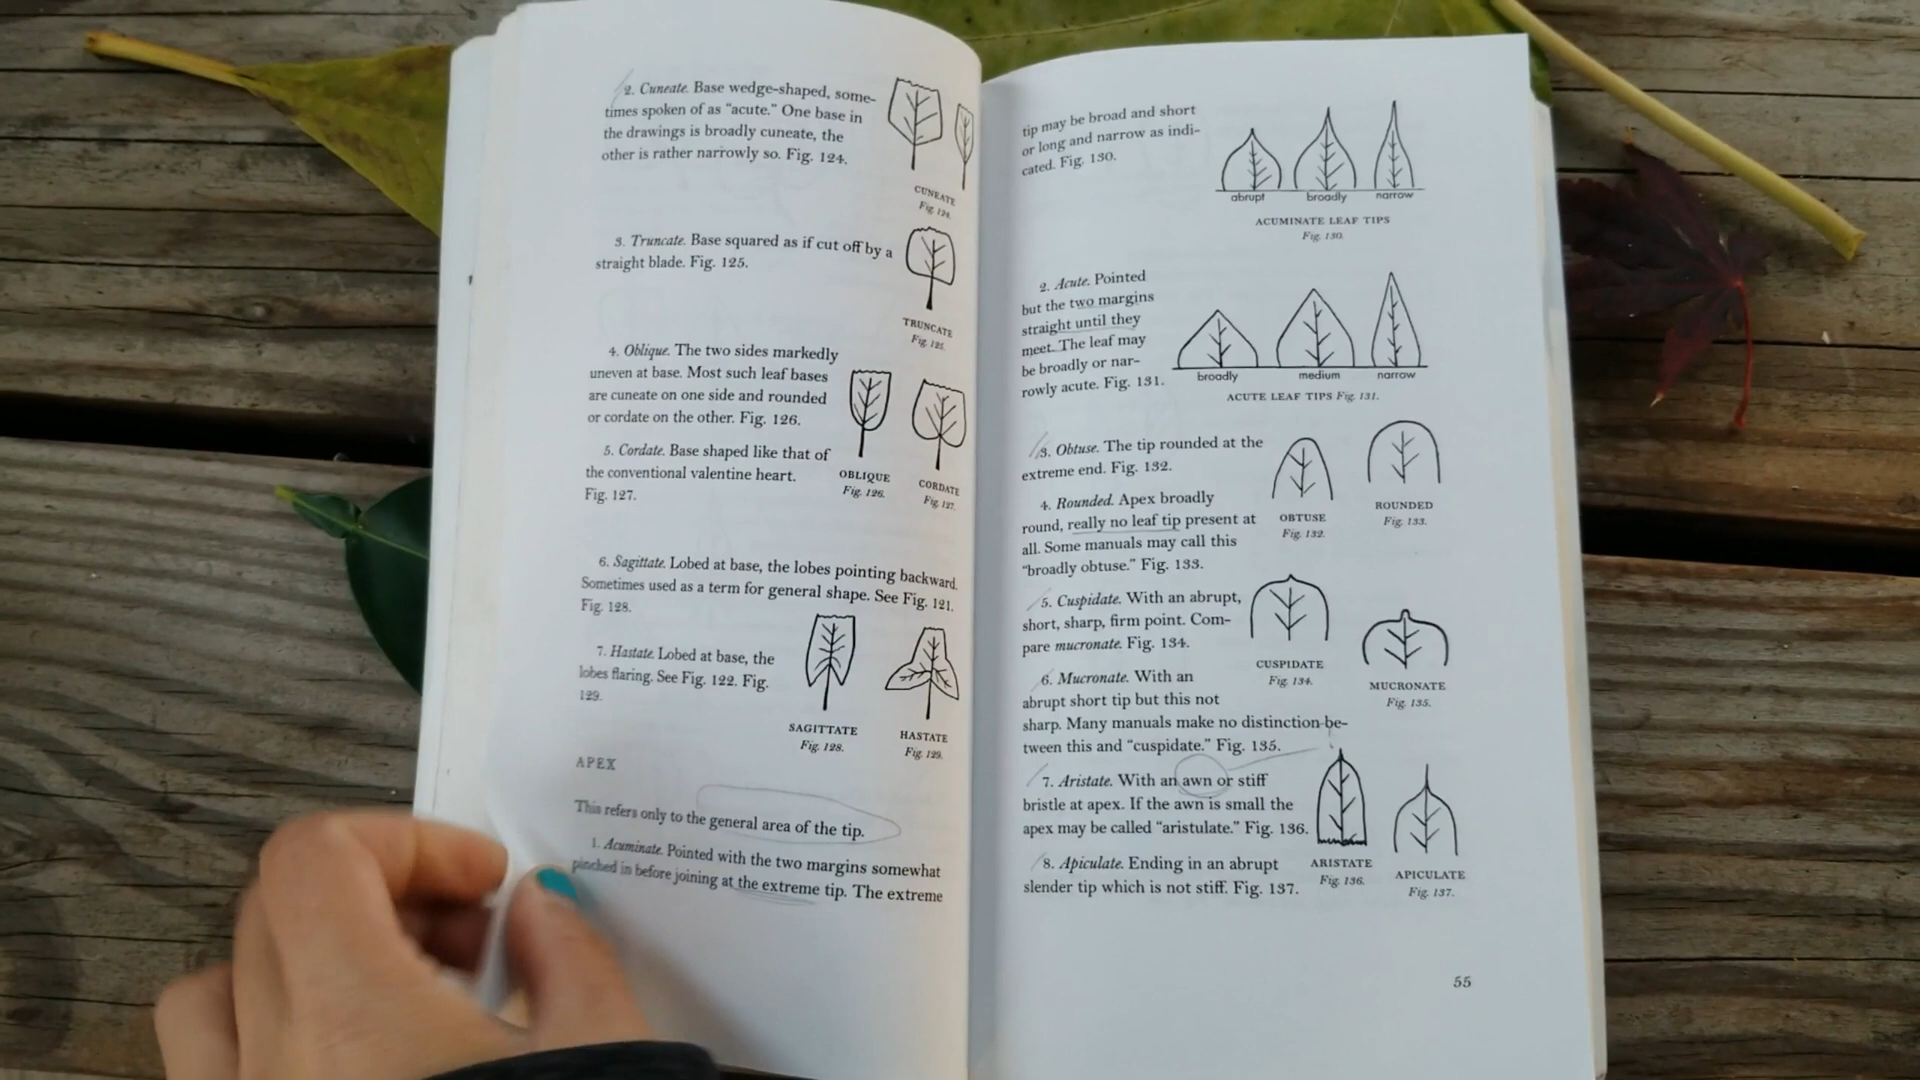 2. Cuneate. Base wedge-shaped, some-
times spoken of as "acute." One base in
the drawings is broadly cuneate, the
other is rather narrowly so. Fig. 124.
CUNEATE
Fig. 124.
3. Truncate. Base squared as if cut off by a
straight blade. Fig. 125.
TRUNCATE
Fig. 125.
4. Oblique. The two sides markedly
uneven at base. Most such leaf bases
are cuneate on one side and rounded
or cordate on the other. Fig. 126.
5. Cordate. Base shaped like that of
the conventional valentine heart.
Fig. 127.
OBLIQUE
Fig. 126.
CORDATE
Fig. 127.
6. Sagittate. Lobed at base, the lobes pointing backward.
Sometimes used as a term for general shape. See Fig. 121.
Fig. 128.
7. Hastate. Lobed at base, the
lobes flaring. See Fig. 122. Fig.
129.
SAGITTATE
Fig. 128.
HASTATE
Fig. 129.
APEX
This refers only to the general area of the tip.
1. Acuminate. Pointed with the two margins somewhat
pinched in before joining at the extreme tip. The extreme
tip may be broad and short
or long and narrow as indi-
cated. Fig. 130.
abrupt broadly narrow
ACUMINATE LEAF TIPS
Fig. 130.
2. Acute. Pointed
but the two margins
straight until they
meet. The leaf may
be broadly or nar-
rowly acute. Fig. 131.
broadly medium narrow
ACUTE LEAF TIPS Fig. 131.
3. Obtuse. The tip rounded at the
extreme end. Fig. 132.
4. Rounded. Apex broadly
round, really no leaf tip present at
all. Some manuals may call this
"broadly obtuse." Fig. 133.
OBTUSE
Fig. 132.
ROUNDED
Fig. 133.
5. Cuspidate. With an abrupt,
short, sharp, firm point. Com-
pare mucronate. Fig. 134.
CUSPIDATE
Fig. 134.
6. Mucronate. With an
abrupt short tip but this not
sharp. Many manuals make no distinction be-
tween this and "cuspidate." Fig. 135.
MUCRONATE
Fig. 135.
7. Aristate. With an awn or stiff
bristle at apex. If the awn is small the
apex may be called "aristulate." Fig. 136.
8. Apiculate. Ending in an abrupt
slender tip which is not stiff. Fig. 137.
ARISTATE
Fig. 136.
APICULATE
Fig. 137.
55